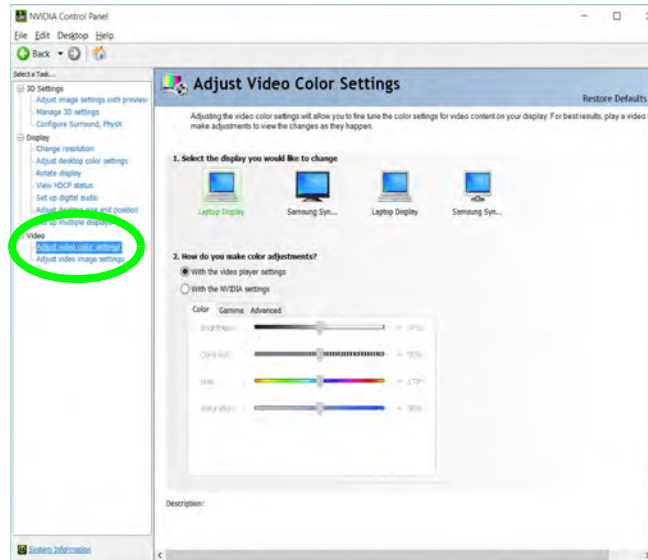 NVIDIA Control Panel
File Edit Desktop Help
Back
Select a Task...
3D Settings
Adjust image settings with preview
Manage 3D settings
Configure Surround, PhysX
Display
Change resolution
Adjust desktop color settings
Rotate display
View HDCP status
Set up digital audio
Adjust desktop size and position
Set up multiple displays
Video
Adjust video color settings
Adjust video image settings
System Information
Adjust Video Color Settings
Restore Defaults
Adjusting the video color settings will allow you to fine tune the color settings for video content on your display. For best results, play a video
make adjustments to view the changes as they happen.
1. Select the display you would like to change
Laptop Display Samsung Syn... Laptop Display Samsung Syn...
2. How do you make color adjustments?
With the video player settings
With the NVIDIA settings
Color Gamma Advanced
Brightness:
Contrast:
Hue:
Saturation:
Description: